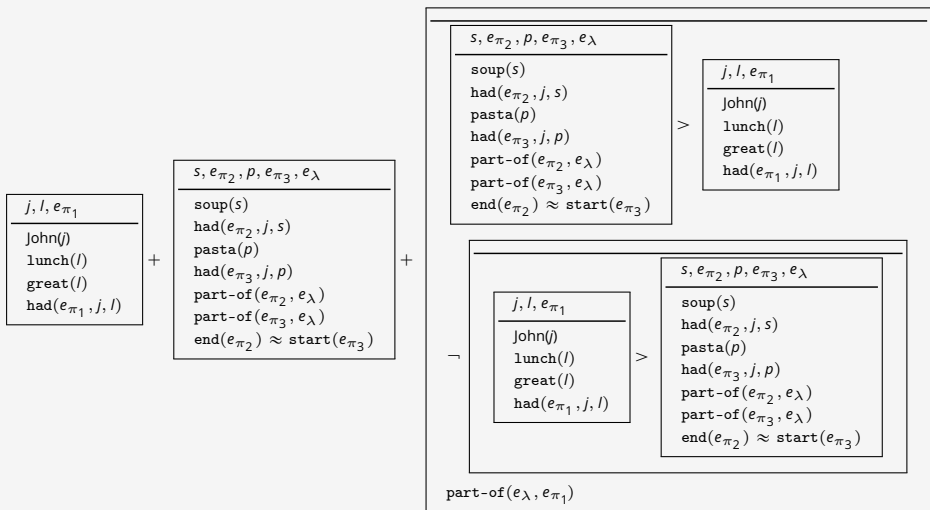 s, e_π2, p, e_π3, e_λ
soup(s)
had(e_π2, j, s)
pasta(p)
had(e_π3, j, p)
part-of(e_π2, e_λ)
part-of(e_π3, e_λ)
end(e_π2) ≈ start(e_π3)
>
j, l, e_π1
John(j)
lunch(l)
great(l)
had(e_π1, j, l)
j, l, e_π1
John(j)
lunch(l)
great(l)
had(e_π1, j, l)
+
s, e_π2, p, e_π3, e_λ
soup(s)
had(e_π2, j, s)
pasta(p)
had(e_π3, j, p)
part-of(e_π2, e_λ)
part-of(e_π3, e_λ)
end(e_π2) ≈ start(e_π3)
+
¬
j, l, e_π1
John(j)
lunch(l)
great(l)
had(e_π1, j, l)
>
s, e_π2, p, e_π3, e_λ
soup(s)
had(e_π2, j, s)
pasta(p)
had(e_π3, j, p)
part-of(e_π2, e_λ)
part-of(e_π3, e_λ)
end(e_π2) ≈ start(e_π3)
part-of(e_λ, e_π1)